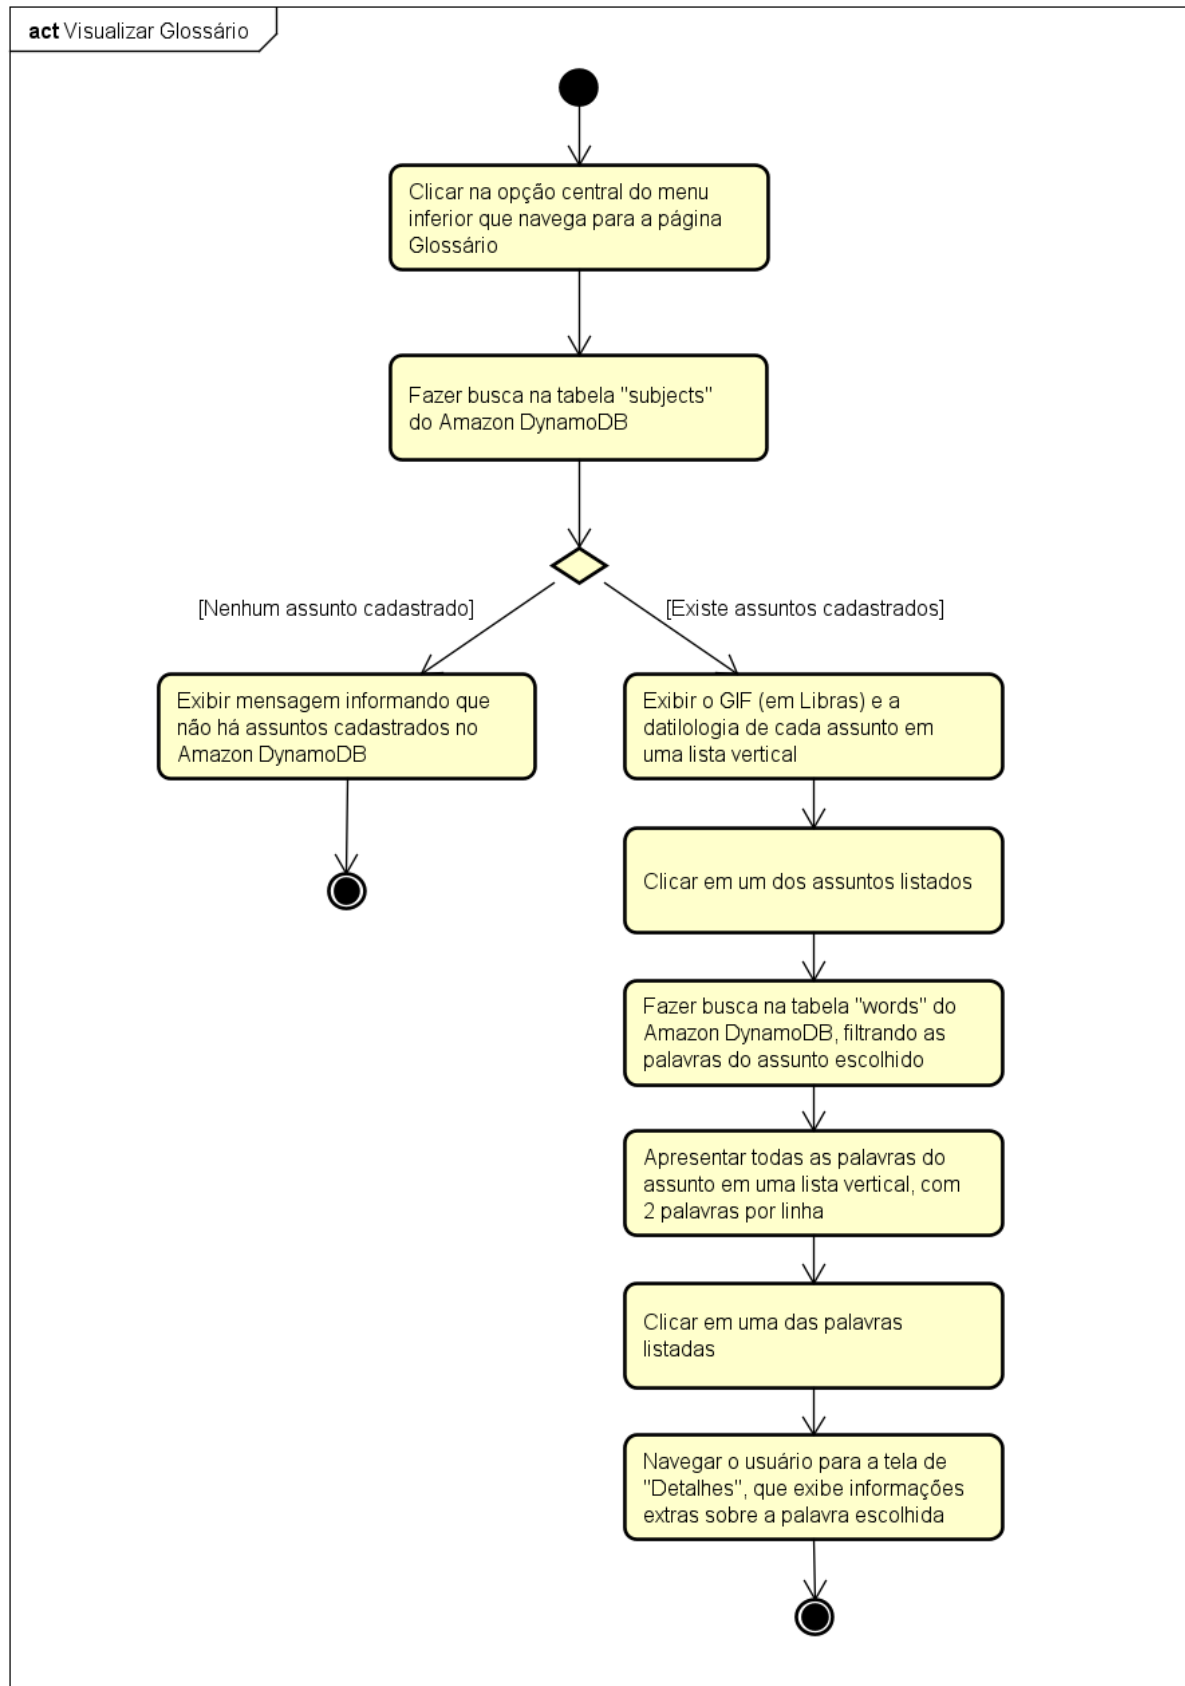 act Visualizar Glossário
Clicar na opção central do menu
inferior que navega para a página
Glossário
Fazer busca na tabela "subjects"
do Amazon DynamoDB
[Nenhum assunto cadastrado]
[Existe assuntos cadastrados]
Exibir mensagem informando que
não há assuntos cadastrados no
Amazon DynamoDB
Exibir o GIF (em Libras) e a
datilologia de cada assunto em
uma lista vertical
Clicar em um dos assuntos listados
Fazer busca na tabela "words" do
Amazon DynamoDB, filtrando as
palavras do assunto escolhido
Apresentar todas as palavras do
assunto em uma lista vertical, com
2 palavras por linha
Clicar em uma das palavras
listadas
Navegar o usuário para a tela de
"Detalhes", que exibe informações
extras sobre a palavra escolhida